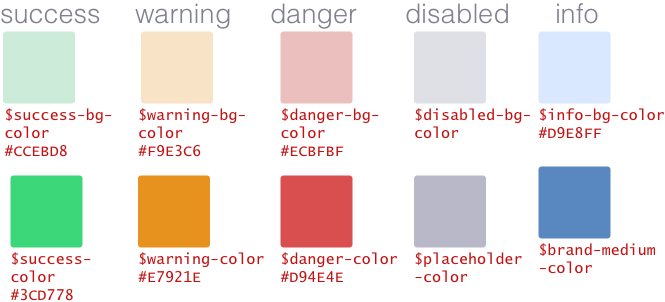 success warning danger disabled info
$success-bg-
color
#CCEBD8
$warning-bg-
color
#F9E3C6
$danger-bg-
color
#ECBFBF
$disabled-bg-
color
$info-bg-color
#D9E8FF
$success-
color
#3CD778
$warning-color
#E7921E
$danger-color
#D94E4E
$placeholder
-color
$brand-medium
-color